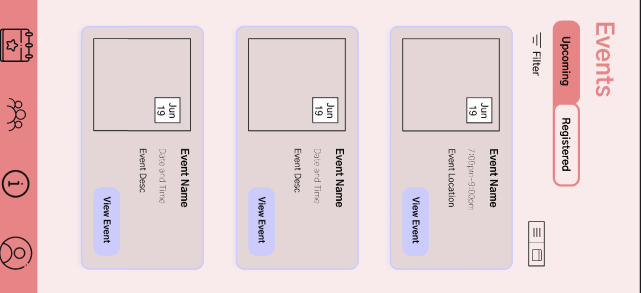 Events
Upcoming Registered
Filter
Jun
19
Event Name
7:00pm-9:00pm
Event Location
View Event
Jun
19
Event Name
Date and Time
Event Desc
View Event
Jun
19
Event Name
Date and Time
Event Desc
View Event